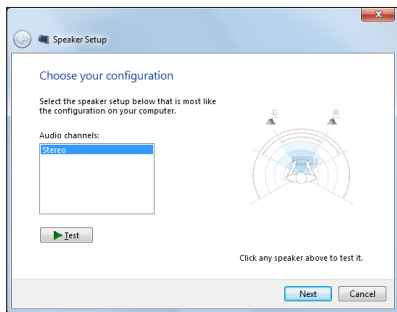 Speaker Setup
Choose your configuration
Select the speaker setup below that is most like
the configuration on your computer.
Audio channels:
Stereo
L
R
Test
Click any speaker above to test it.
Next
Cancel